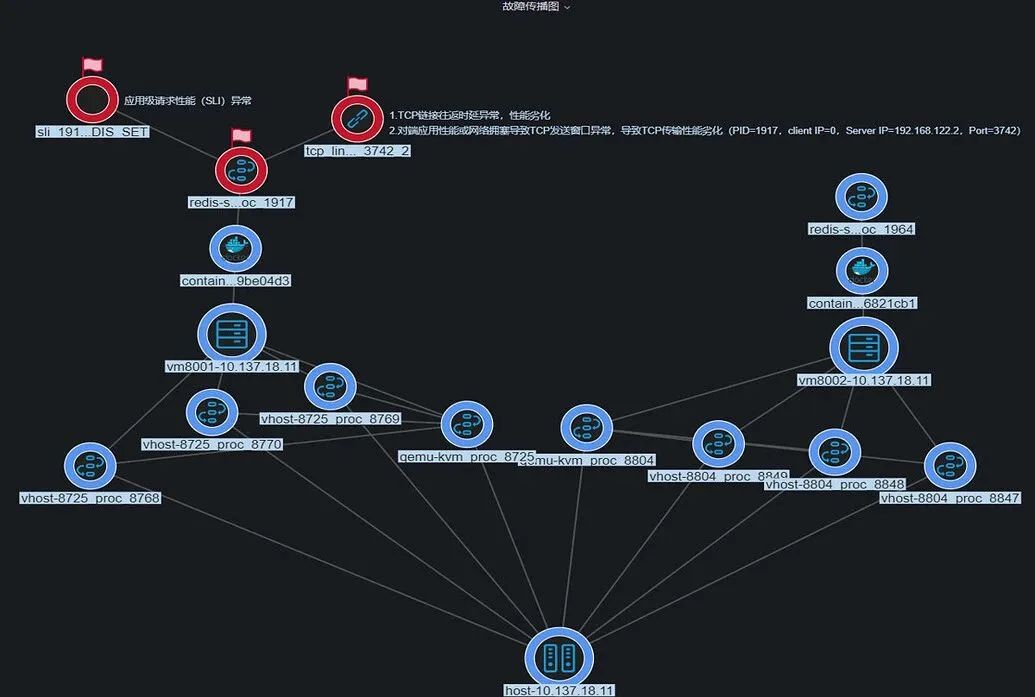 故障传播图
应用级请求性能（SLI）异常
sli_191...DIS_SET
1.TCP链接往返时延异常，性能劣化
2.对端应用性能或网络拥塞导致TCP发送窗口异常，导致TCP传输性能劣化（PID=1917，client IP=0，Server IP=192.168.122.2，Port=3742）
tcp_lin..._3742_2
redis-s...oc_1917
redis-s...oc_1964
contain...9be04d3
contain...6821cb1
vm8001-10.137.18.11
vm8002-10.137.18.11
vhost-8725_proc_8769
vhost-8725_proc_8770
qemu-kvm_proc_8725
qemu-kvm_proc_8804
vhost-8804_proc_8849
vhost-8804_proc_8848
vhost-8725_proc_8768
vhost-8804_proc_8847
host-10.137.18.11